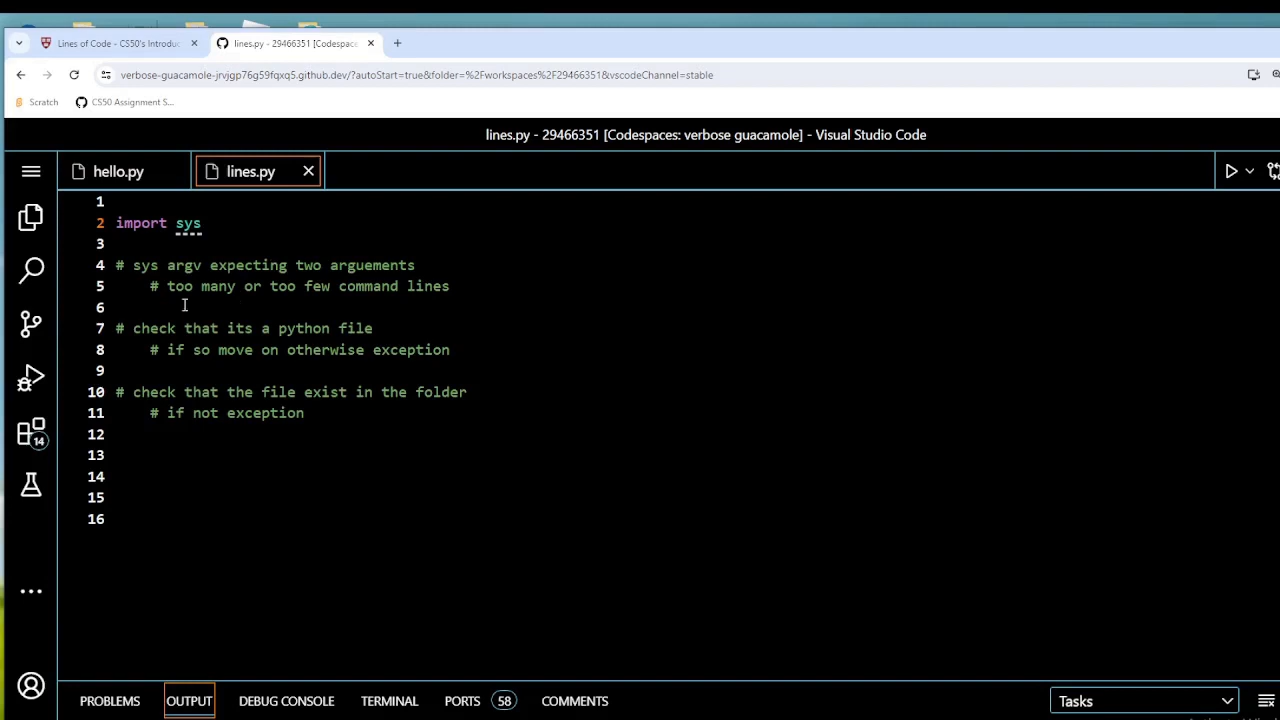 Lines of Code - CS50's Introduc
lines.py - 29466351 [Codespace
verbose-guacamole-jrvjgp76g59fqxq5.github.dev/?autoStart=true&folder=%2Fworkspaces%2F29466351&vscodeChannel=stable
Scratch
CS50 Assignment S...
lines.py - 29466351 [Codespaces: verbose guacamole] - Visual Studio Code
hello.py
lines.py
1
2 import sys
3
4 # sys argv expecting two arguements
5 # too many or too few command lines
6
7 # check that its a python file
8 # if so move on otherwise exception
9
10 # check that the file exist in the folder
11 # if not exception
12
13
14
15
16
14
PROBLEMS OUTPUT DEBUG CONSOLE TERMINAL PORTS 58 COMMENTS Tasks